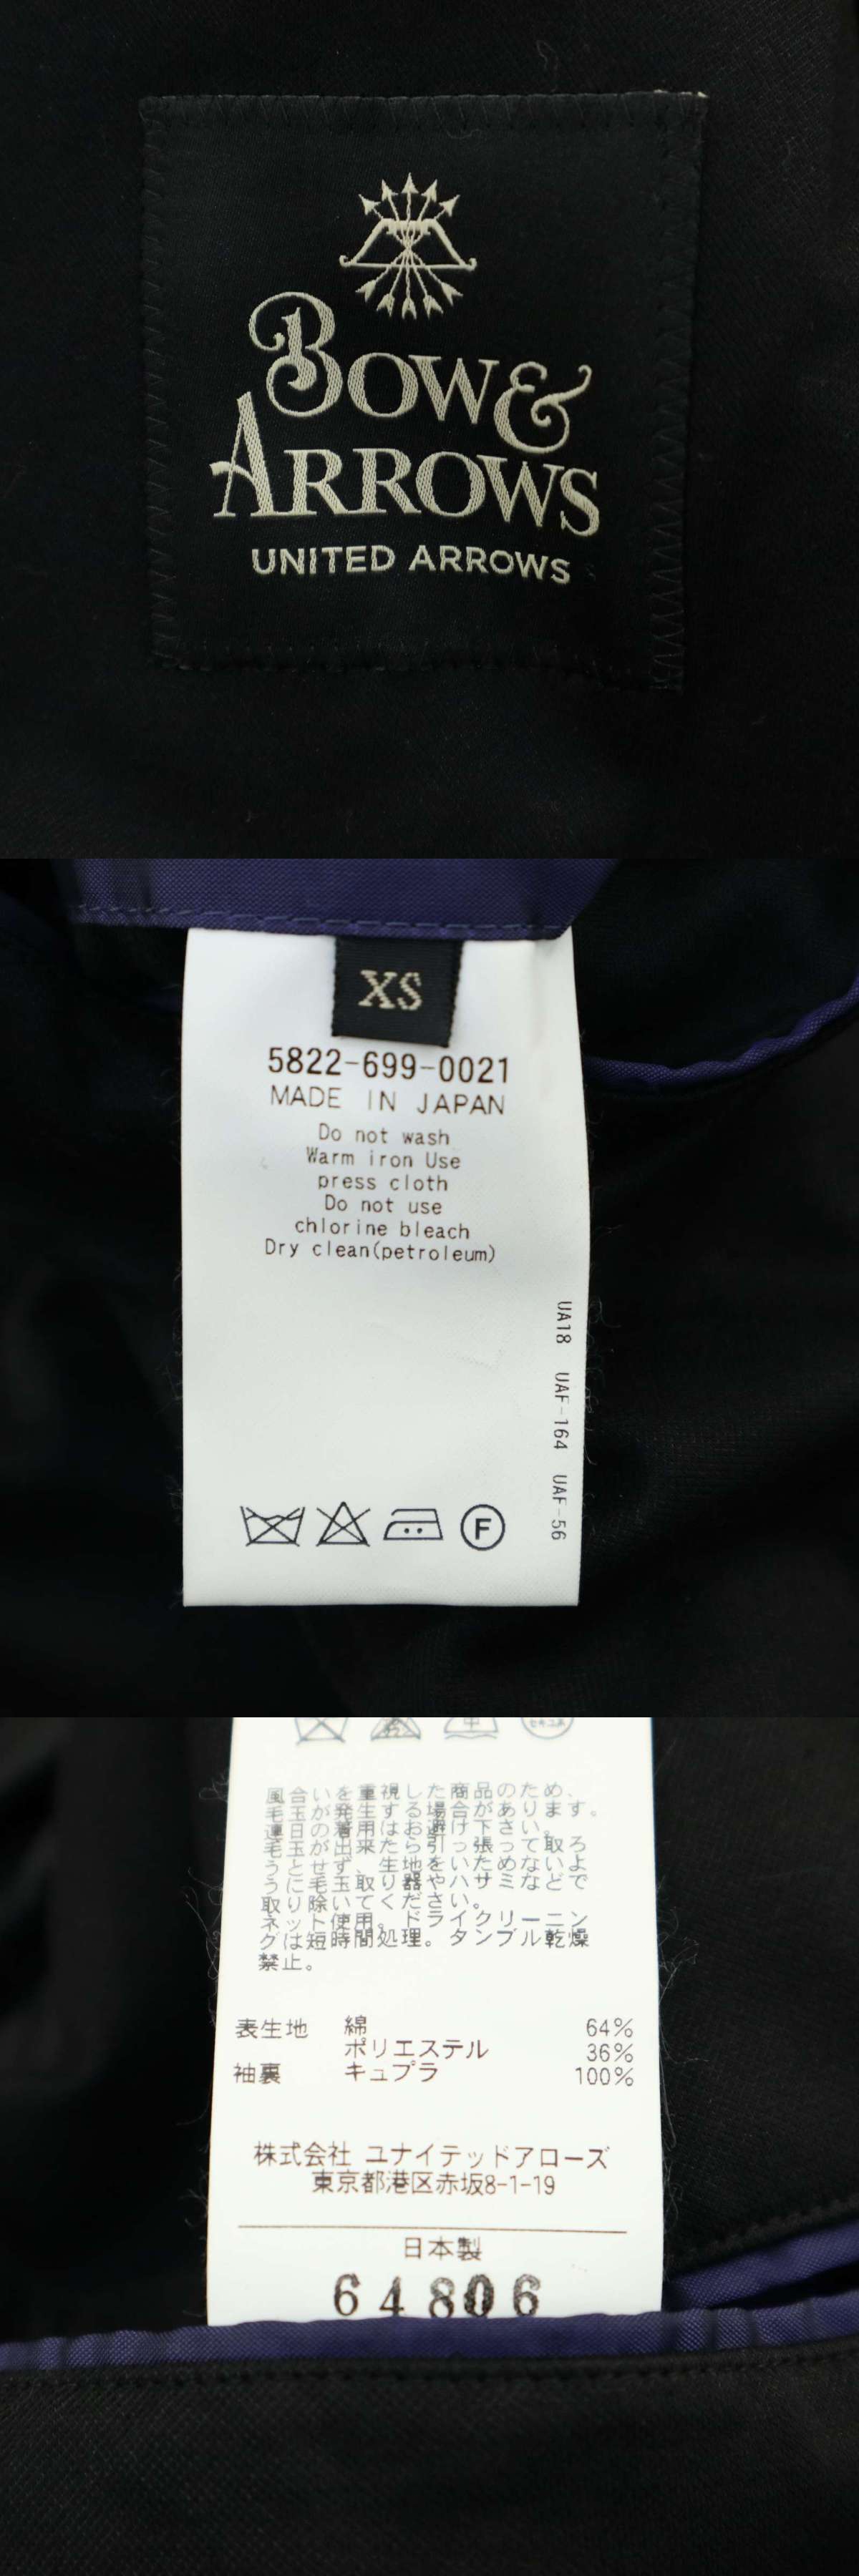 BOW &
ARROWS
UNITED ARROWS
XS
5822-699-0021
MADE IN JAPAN
Do not wash
Warm iron Use
press cloth
Do not use
chlorine bleach
Dry clean(petroleum)
UA18 UAF-164 UAF-56
F
風合いを重視した商品のため、
毛玉が発生する場合があります。
連日の着用はお避け下さい。
毛玉が出来たら引っ張って取ろ
うとせず、生地をいためないよ
うに毛玉取り器やハサミなどで
取り除いてください。
ネット使用。ドライクリーニン
グは短時間処理。タンブル乾燥
禁止。
表生地 綿 64%
ポリエステル 36%
袖裏 キュプラ 100%
株式会社 ユナイテッドアローズ
東京都港区赤坂8-1-19
日本製
64806